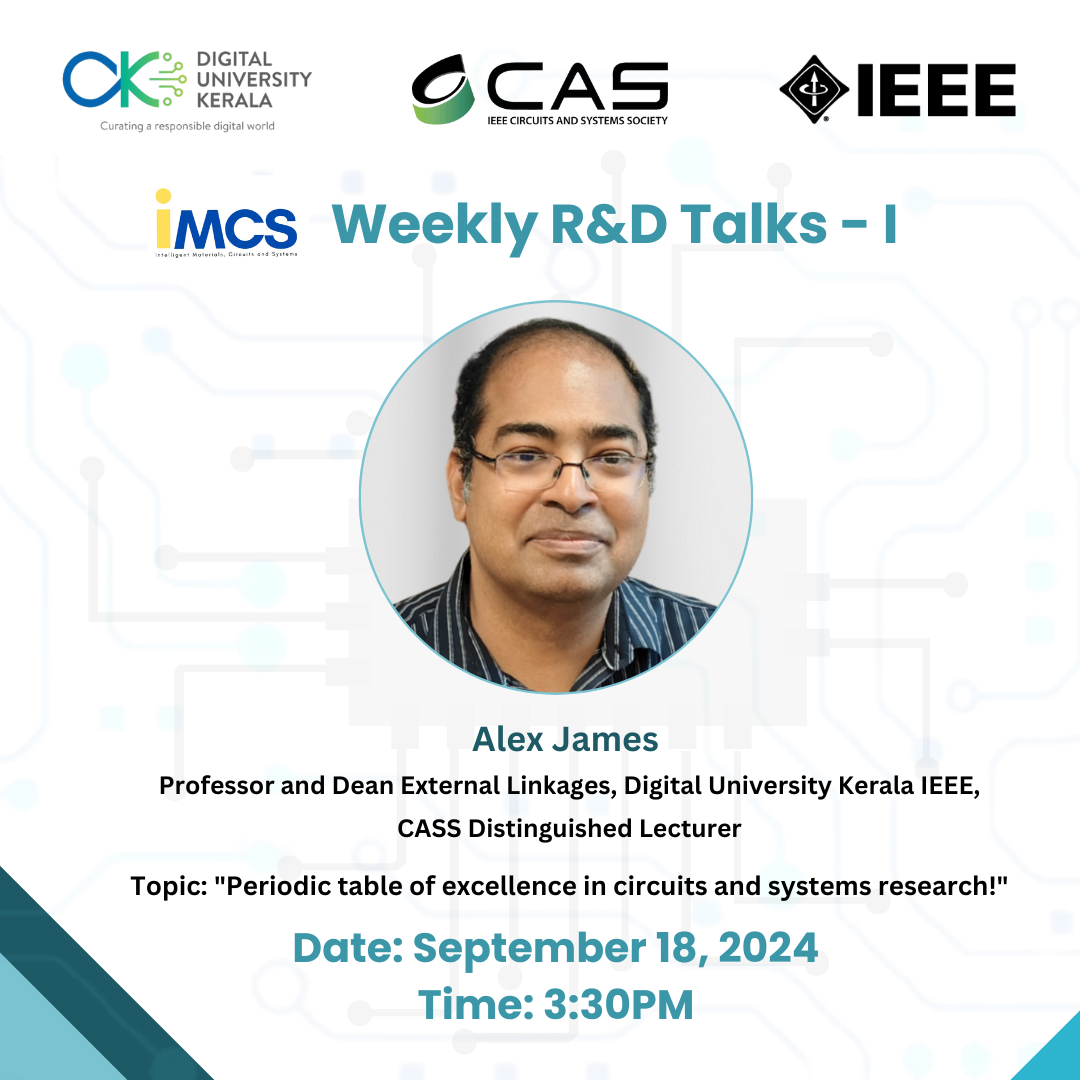 DIGITAL
UNIVERSITY
KERALA
Curating a responsible digital world
CAS
IEEE CIRCUITS AND SYSTEMS SOCIETY
IEEE
iMCS
Intelligent Materials, Circuits and Systems
Weekly R&D Talks - I
Alex James
Professor and Dean External Linkages, Digital University Kerala IEEE,
CASS Distinguished Lecturer
Topic: "Periodic table of excellence in circuits and systems research!"
Date: September 18, 2024
Time: 3:30PM